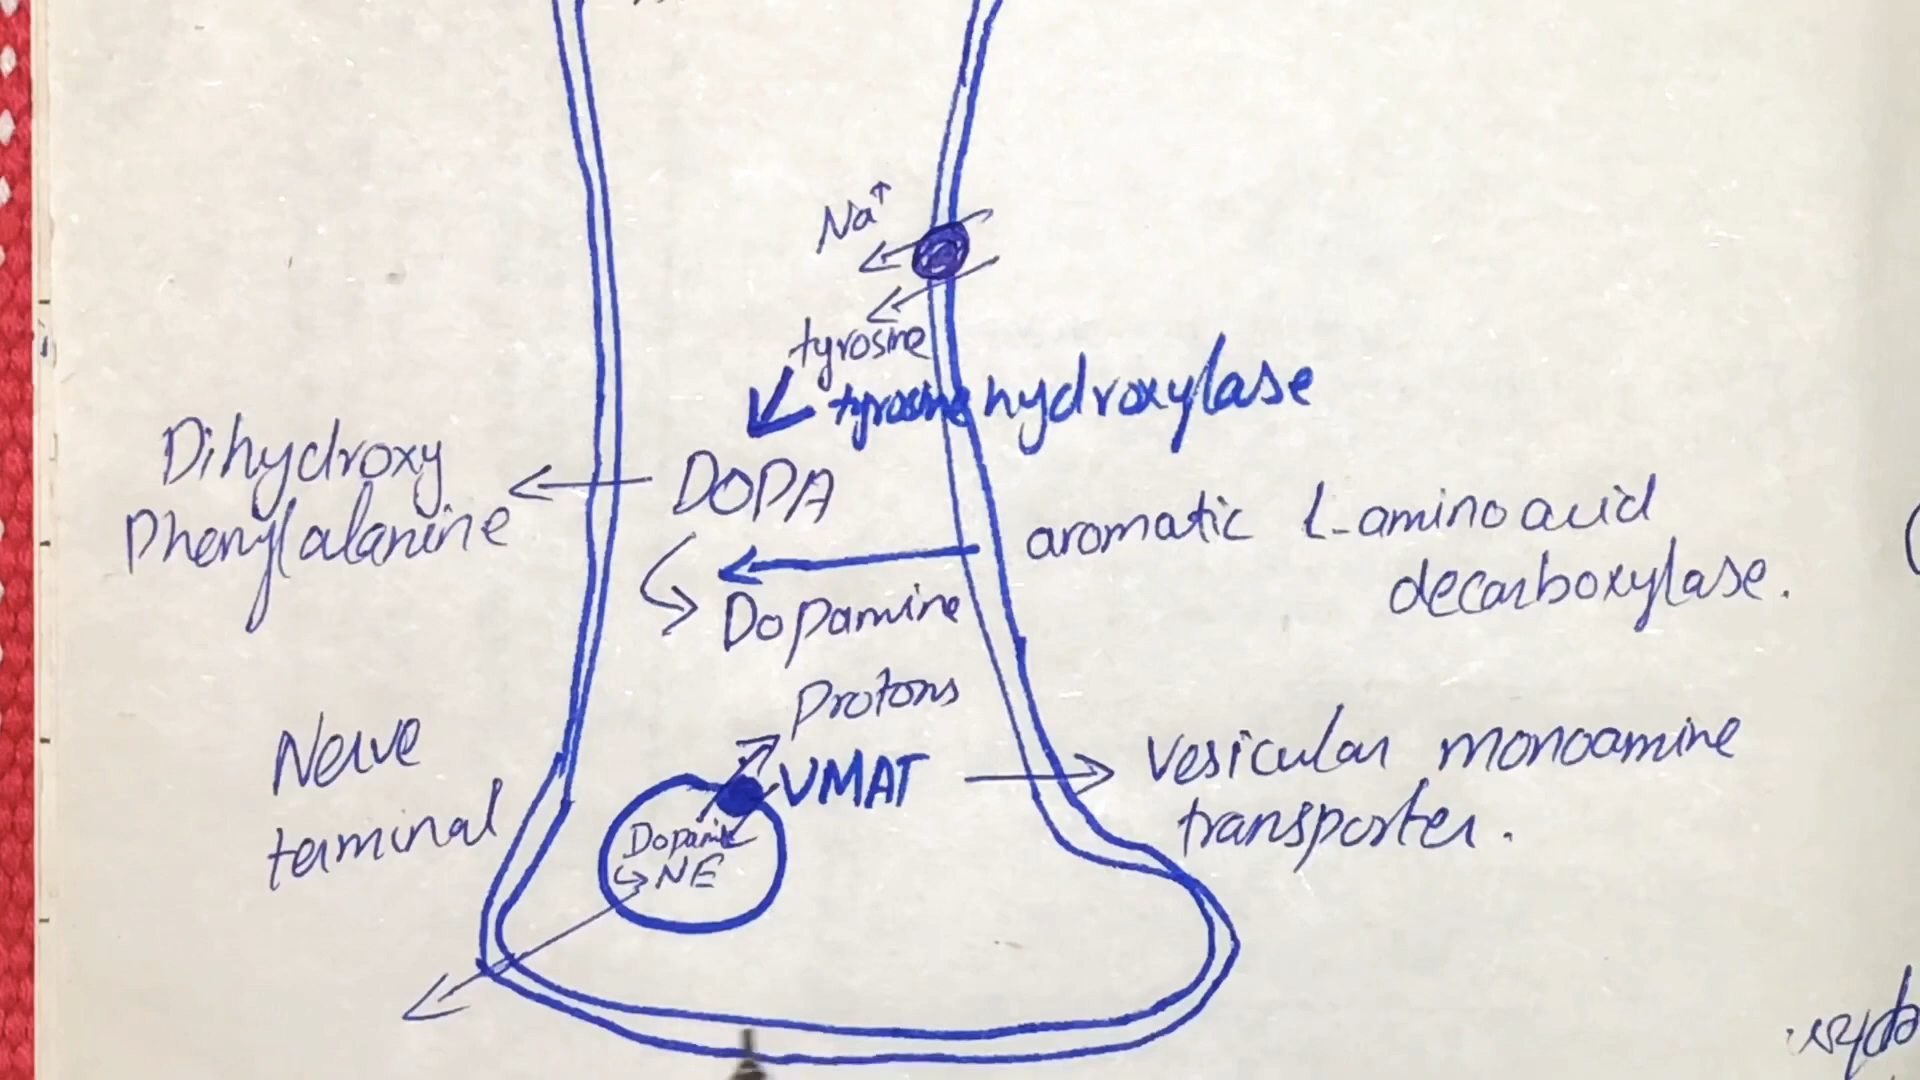 Na⁺
tyrosine
tyrosine hydroxylase
Dihydroxy
Phenylalanine
DOPA
aromatic L-amino acid
decarboxylase.
Dopamine
Protons
Nerve
terminal
VMAT
Vesicular monoamine
transporter.
Dopamine
NE